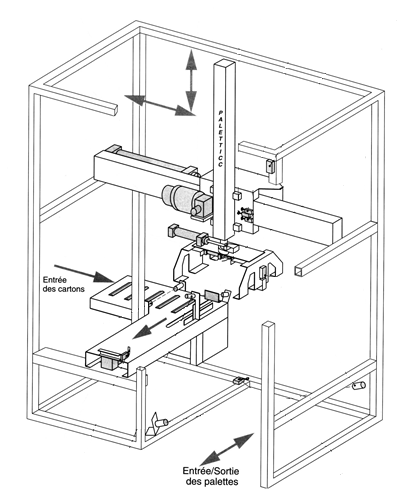 PALETTICC
Entrée
des cartons
Entrée/Sortie
des palettes